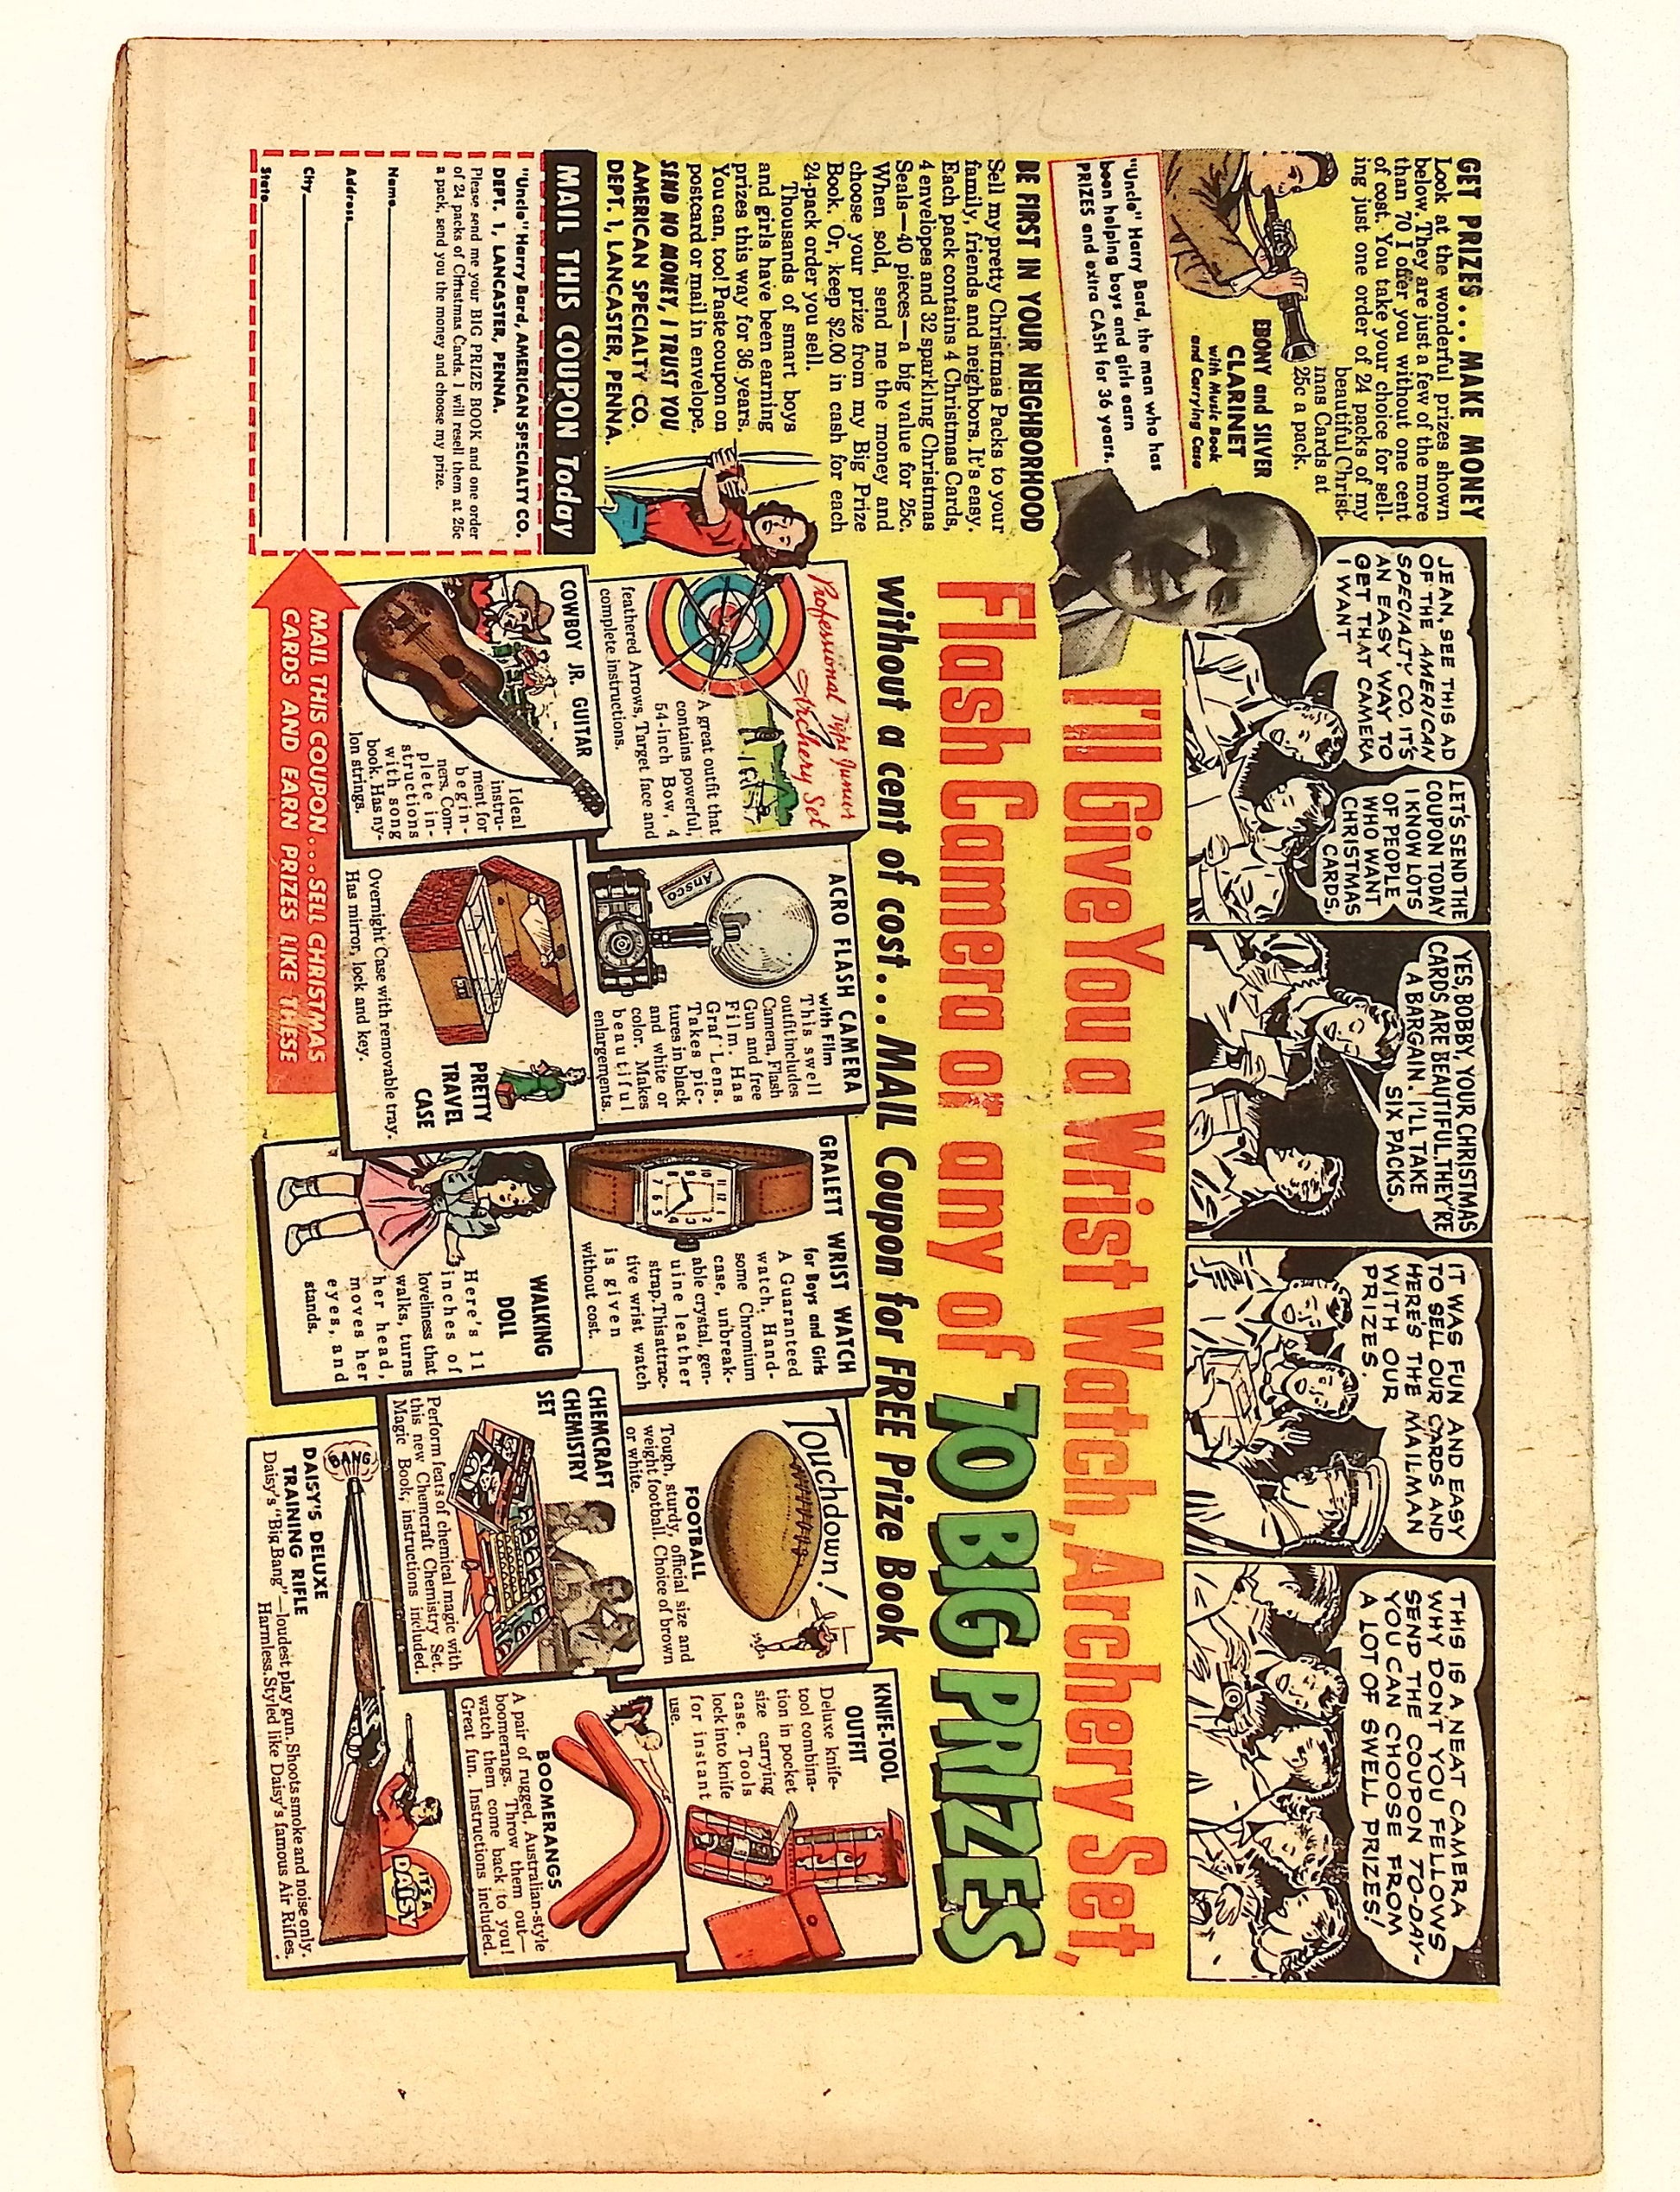 GET PRIZES... MAKE MONEY
Look at the wonderful prizes shown
below. They are just a few of the more
than 70 I offer you without one cent
of cost. You take your choice for sell-
ing just one order of 24 packs of my
beautiful Christ-
mas Cards at
25c a pack.
EBONY and SILVER
CLARINET
with Music Book
and Carrying Case
"Uncle" Harry Bard, the man who has
been helping boys and girls earn
PRIZES and extra CASH for 36 years.
BE FIRST IN YOUR NEIGHBORHOOD
Sell my pretty Christmas Packs to your
family, friends and neighbors. It's easy.
Each pack contains 4 Christmas Cards,
4 envelopes and 32 sparkling Christmas
Seals—40 pieces—a big value for 25c.
When sold, send me the money and
choose your prize from my Big Prize
Book. Or, keep $2.00 in cash for each
24-pack order you sell.
Thousands of smart boys
and girls have been earning
prizes this way for 36 years.
You can, too! Paste coupon on
postcard or mail in envelope.
SEND NO MONEY, I TRUST YOU
AMERICAN SPECIALTY CO.
DEPT. 1, LANCASTER, PENNA.
MAIL THIS COUPON Today
"Uncle" Harry Bard, AMERICAN SPECIALTY CO.
DEPT. 1, LANCASTER, PENNA.
Please send me your BIG PRIZE BOOK and one order
of 24 packs of Christmas Cards. I will resell them at 25c
a pack, send you the money and choose my prize.
Name
Address
City
State
JEAN, SEE THIS AD
OF THE AMERICAN
SPECIALTY CO. IT'S
AN EASY WAY TO
GET THAT CAMERA
I WANT
LET'S SEND THE
COUPON TODAY
I KNOW LOTS
OF PEOPLE
WHO WANT
CHRISTMAS
CARDS.
YES, BOBBY, YOUR CHRISTMAS
CARDS ARE BEAUTIFUL. THEY'RE
A BARGAIN. I'LL TAKE
SIX PACKS.
IT WAS FUN AND EASY
TO SELL OUR CARDS AND
HERE'S THE MAILMAN
WITH OUR
PRIZES.
THIS IS A NEAT CAMERA
WHY DONT YOU FELLOWS
SEND THE COUPON TO-DAY-
YOU CAN CHOOSE FROM
A LOT OF SWELL PRIZES!
I'll Give You a Wrist Watch, Archery Set,
Flash Camera or any of 70 BIG PRIZES
without a cent of cost... MAIL Coupon for FREE Prize Book
Professional Type Junior
Archery Set
A great outfit that
contains powerful,
54-inch Bow, 4
feathered Arrows, Target face and
complete instructions.
ACRO FLASH CAMERA
with Film
This swell
outfit includes
Camera, Flash
Gun and free
Film. Has
Graf Lens.
Takes pic-
tures in black
and white or
color. Makes
beautiful
enlargements.
Ansco
GRALETT WRIST WATCH
for Boys and Girls
A Guaranteed
watch. Hand-
some Chromium
case, unbreak-
able crystal, gen-
uine leather
strap. This attrac-
tive wrist watch
is given
without cost.
Touchdown!
FOOTBALL
Tough, sturdy, official size and
weight football. Choice of brown
or white.
KNIFE-TOOL
OUTFIT
Deluxe knife-
tool combina-
tion in pocket
size carrying
case. Tools
lock into knife
for instant
use.
COWBOY JR. GUITAR
Ideal
instru-
ment for
begin-
ners. Com-
plete in-
structions
with song
book. Has ny-
lon strings.
PRETTY
TRAVEL
CASE
Overnight Case with removable tray.
Has mirror, lock and key.
WALKING
DOLL
Here's 11
inches of
loveliness that
walks, turns
her head,
moves her
eyes, and
stands.
CHEMCRAFT
CHEMISTRY
SET
Perform feats of chemical magic with
this new Chemcraft Chemistry Set.
Magic Book, instructions included.
BOOMERANGS
A pair of rugged, Australian-style
boomerangs. Throw them out—
watch them come back to you!
Great fun. Instructions included.
BANG
IT'S A
DAISY
DAISY'S DELUXE
TRAINING RIFLE
Daisy's "Big Bang"—loudest play gun. Shoots smoke and noise only.
Harmless. Styled like Daisy's famous Air Rifles.
MAIL THIS COUPON... SELL CHRISTMAS
CARDS AND EARN PRIZES LIKE THESE